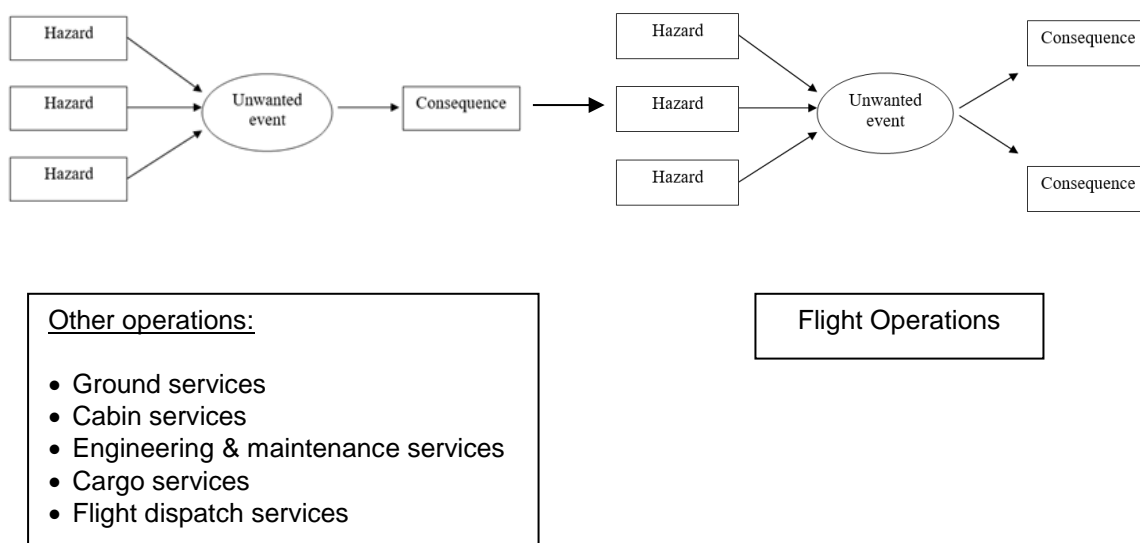 Hazard
Hazard
Hazard
Unwanted
event
Consequence
Hazard
Hazard
Hazard
Unwanted
event
Consequence
Consequence
Other operations:
• Ground services
• Cabin services
• Engineering & maintenance services
• Cargo services
• Flight dispatch services
Flight Operations